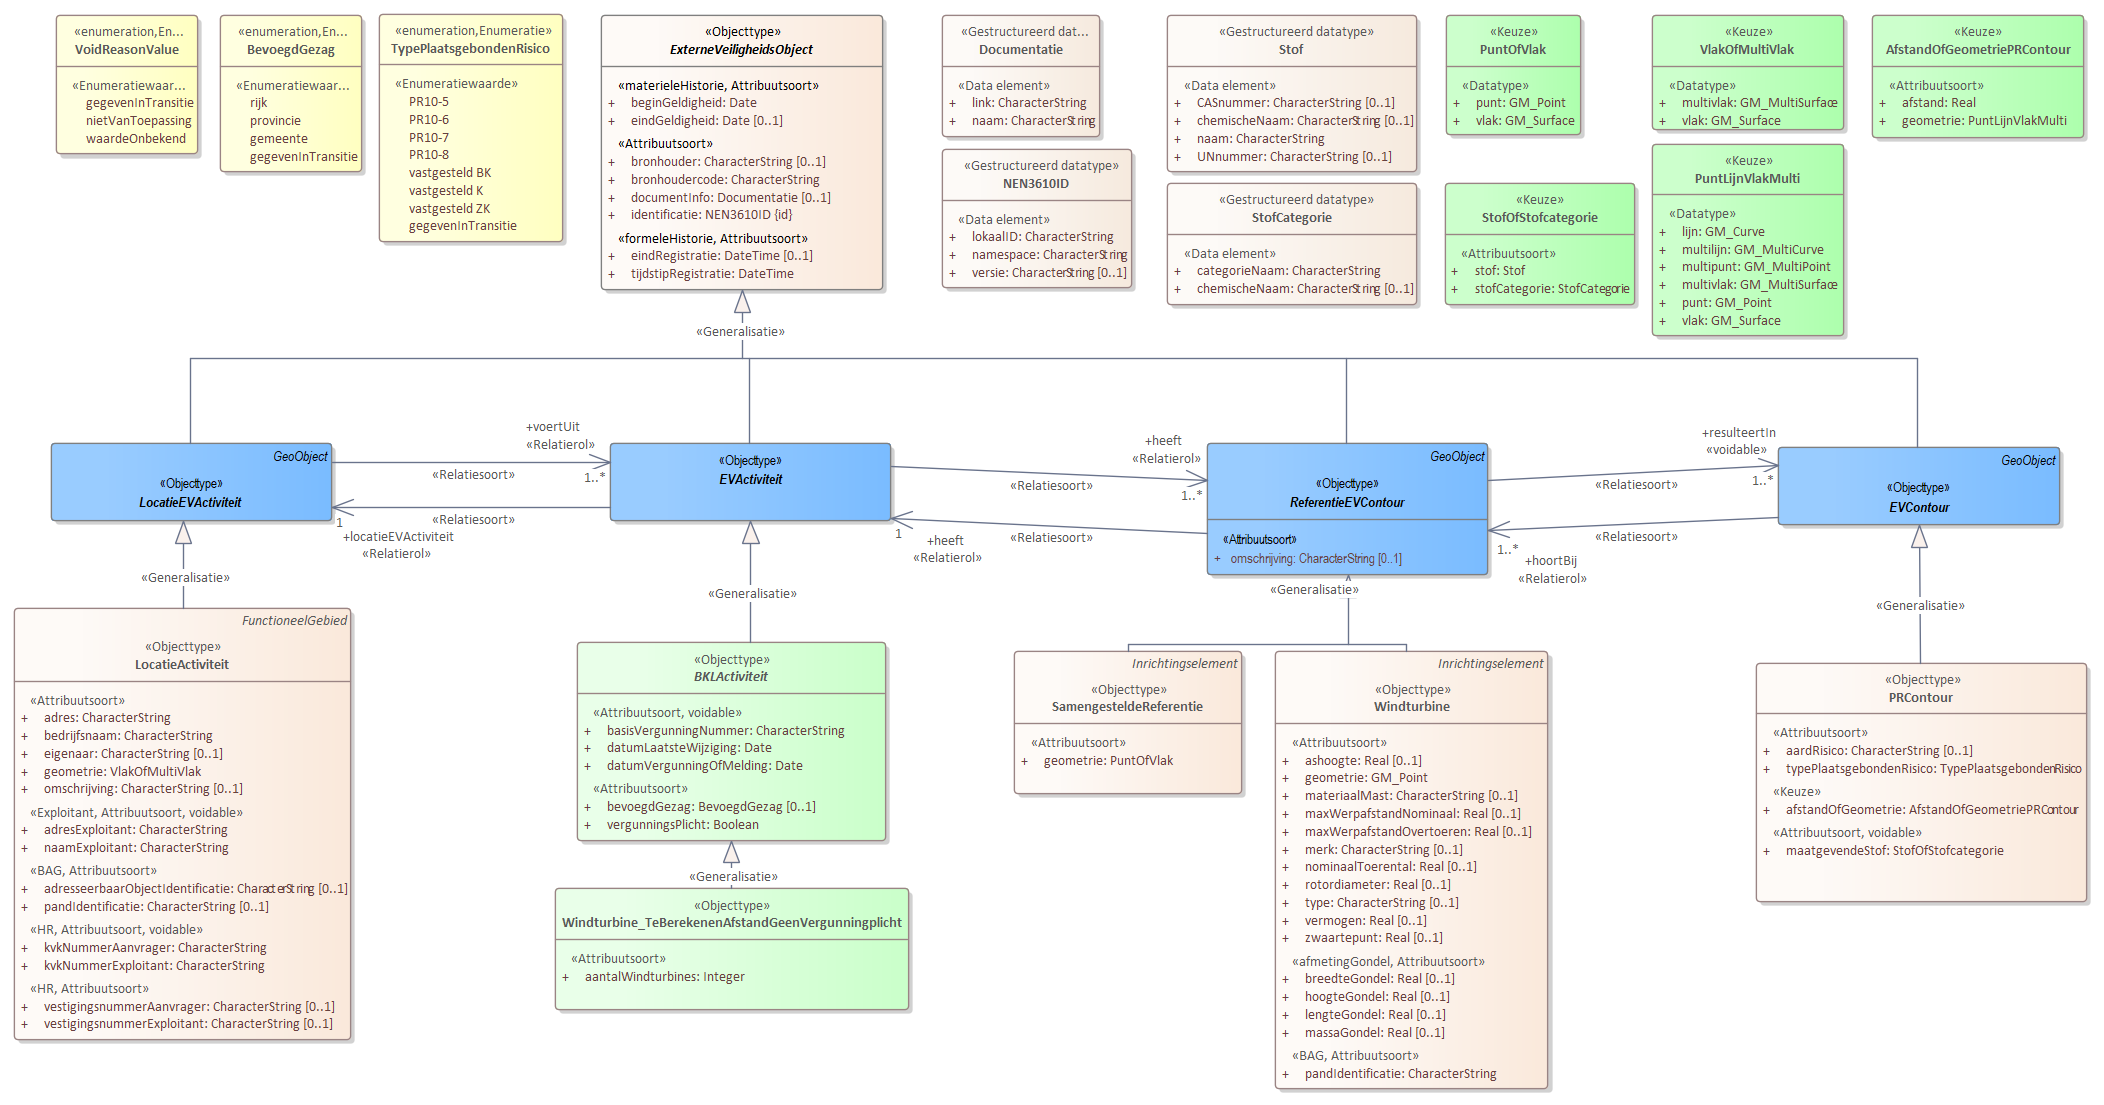 «enumeration,En...
VoidReasonValue
«Enumeratiewaar...
gegevenInTransitie
nietVanToepassing
waardeOnbekend
«enumeration,En...
BevoegdGezag
«Enumeratiewaar...
rijk
provincie
gemeente
gegevenInTransitie
«enumeration,Enumeratie»
TypePlaatsgebondenRisico
«Enumeratiewaarde»
PR10-5
PR10-6
PR10-7
PR10-8
vastgesteld BK
vastgesteld K
vastgesteld ZK
gegevenInTransitie
«Objecttype»
ExterneVeiligheidsObject
«materieleHistorie, Attribuutsoort»
+ beginGeldigheid: Date
+ eindGeldigheid: Date [0..1]
«Attribuutsoort»
+ bronhouder: CharacterString [0..1]
+ bronhoudercode: CharacterString
+ documentInfo: Documentatie [0..1]
+ identificatie: NEN3610ID {id}
«formeleHistorie, Attribuutsoort»
+ eindRegistratie: DateTime [0..1]
+ tijdstipRegistratie: DateTime
«Gestructureerd dat...
Documentatie
«Data element»
+ link: CharacterString
+ naam: CharacterString
«Gestructureerd datatype»
NEN3610ID
«Data element»
+ lokaalID: CharacterString
+ namespace: CharacterString
+ versie: CharacterString [0..1]
«Gestructureerd datatype»
Stof
«Data element»
+ CASnummer: CharacterString [0..1]
+ chemischeNaam: CharacterString [0..1]
+ naam: CharacterString
+ UNnummer: CharacterString [0..1]
«Gestructureerd datatype»
StofCategorie
«Data element»
+ categorieNaam: CharacterString
+ chemischeNaam: CharacterString [0..1]
«Keuze»
PuntOfVlak
«Datatype»
+ punt: GM_Point
+ vlak: GM_Surface
«Keuze»
StofOfStofcategorie
«Attribuutsoort»
+ stof: Stof
+ stofCategorie: StofCategorie
«Keuze»
VlakOfMultiVlak
«Datatype»
+ multivlak: GM_MultiSurface
+ vlak: GM_Surface
«Keuze»
PuntLijnVlakMulti
«Datatype»
+ lijn: GM_Curve
+ multilijn: GM_MultiCurve
+ multipunt: GM_MultiPoint
+ multivlak: GM_MultiSurface
+ punt: GM_Point
+ vlak: GM_Surface
«Keuze»
AfstandOfGeometriePRContour
«Attribuutsoort»
+ afstand: Real
+ geometrie: PuntLijnVlakMulti
«Generalisatie»
GeoObject
«Objecttype»
LocatieEVActiviteit
+voertUit
«Relatierol»
«Relatiesoort»
1..*
«Relatiesoort»
1
+locatieEVActiviteit
«Relatierol»
«Objecttype»
EVActiviteit
+heeft
«Relatierol»
«Relatiesoort»
1..*
«Relatiesoort»
1
+heeft
«Relatierol»
GeoObject
«Objecttype»
ReferentieEVContour
«Attribuutsoort»
+ omschrijving: CharacterString [0..1]
+resulteertIn
«voidable»
«Relatiesoort»
1..*
«Relatiesoort»
1..*
+hoortBij
«Relatierol»
GeoObject
«Objecttype»
EVContour
«Generalisatie»
«Generalisatie»
«Generalisatie»
«Generalisatie»
FunctioneelGebied
«Objecttype»
LocatieActiviteit
«Attribuutsoort»
+ adres: CharacterString
+ bedrijfsnaam: CharacterString
+ eigenaar: CharacterString [0..1]
+ geometrie: VlakOfMultiVlak
+ omschrijving: CharacterString [0..1]
«Exploitant, Attribuutsoort, voidable»
+ adresExploitant: CharacterString
+ naamExploitant: CharacterString
«BAG, Attribuutsoort»
+ adresseerbaarObjectIdentificatie: CharacterString [0..1]
+ pandIdentificatie: CharacterString [0..1]
«HR, Attribuutsoort, voidable»
+ kvkNummerAanvrager: CharacterString
+ kvkNummerExploitant: CharacterString
«HR, Attribuutsoort»
+ vestigingsnummerAanvrager: CharacterString [0..1]
+ vestigingsnummerExploitant: CharacterString [0..1]
«Objecttype»
BKLActiviteit
«Attribuutsoort, voidable»
+ basisVergunningNummer: CharacterString
+ datumLaatsteWijziging: Date
+ datumVergunningOfMelding: Date
«Attribuutsoort»
+ bevoegdGezag: BevoegdGezag [0..1]
+ vergunningsPlicht: Boolean
«Generalisatie»
«Objecttype»
Windturbine_TeBerekenenAfstandGeenVergunningplicht
«Attribuutsoort»
+ aantalWindturbines: Integer
Inrichtingselement
«Objecttype»
SamengesteldeReferentie
«Attribuutsoort»
+ geometrie: PuntOfVlak
Inrichtingselement
«Objecttype»
Windturbine
«Attribuutsoort»
+ ashoogte: Real [0..1]
+ geometrie: GM_Point
+ materiaalMast: CharacterString [0..1]
+ maxWerpafstandNominaal: Real [0..1]
+ maxWerpafstandOvertoeren: Real [0..1]
+ merk: CharacterString [0..1]
+ nominaalToerental: Real [0..1]
+ rotordiameter: Real [0..1]
+ type: CharacterString [0..1]
+ vermogen: Real [0..1]
+ zwaartepunt: Real [0..1]
«afmetingGondel, Attribuutsoort»
+ breedteGondel: Real [0..1]
+ hoogteGondel: Real [0..1]
+ lengteGondel: Real [0..1]
+ massaGondel: Real [0..1]
«BAG, Attribuutsoort»
+ pandIdentificatie: CharacterString
«Objecttype»
PRContour
«Attribuutsoort»
+ aardRisico: CharacterString [0..1]
+ typePlaatsgebondenRisico: TypePlaatsgebondenRisico
«Keuze»
+ afstandOfGeometrie: AfstandOfGeometriePRContour
«Attribuutsoort, voidable»
+ maatgevendeStof: StofOfStofcategorie